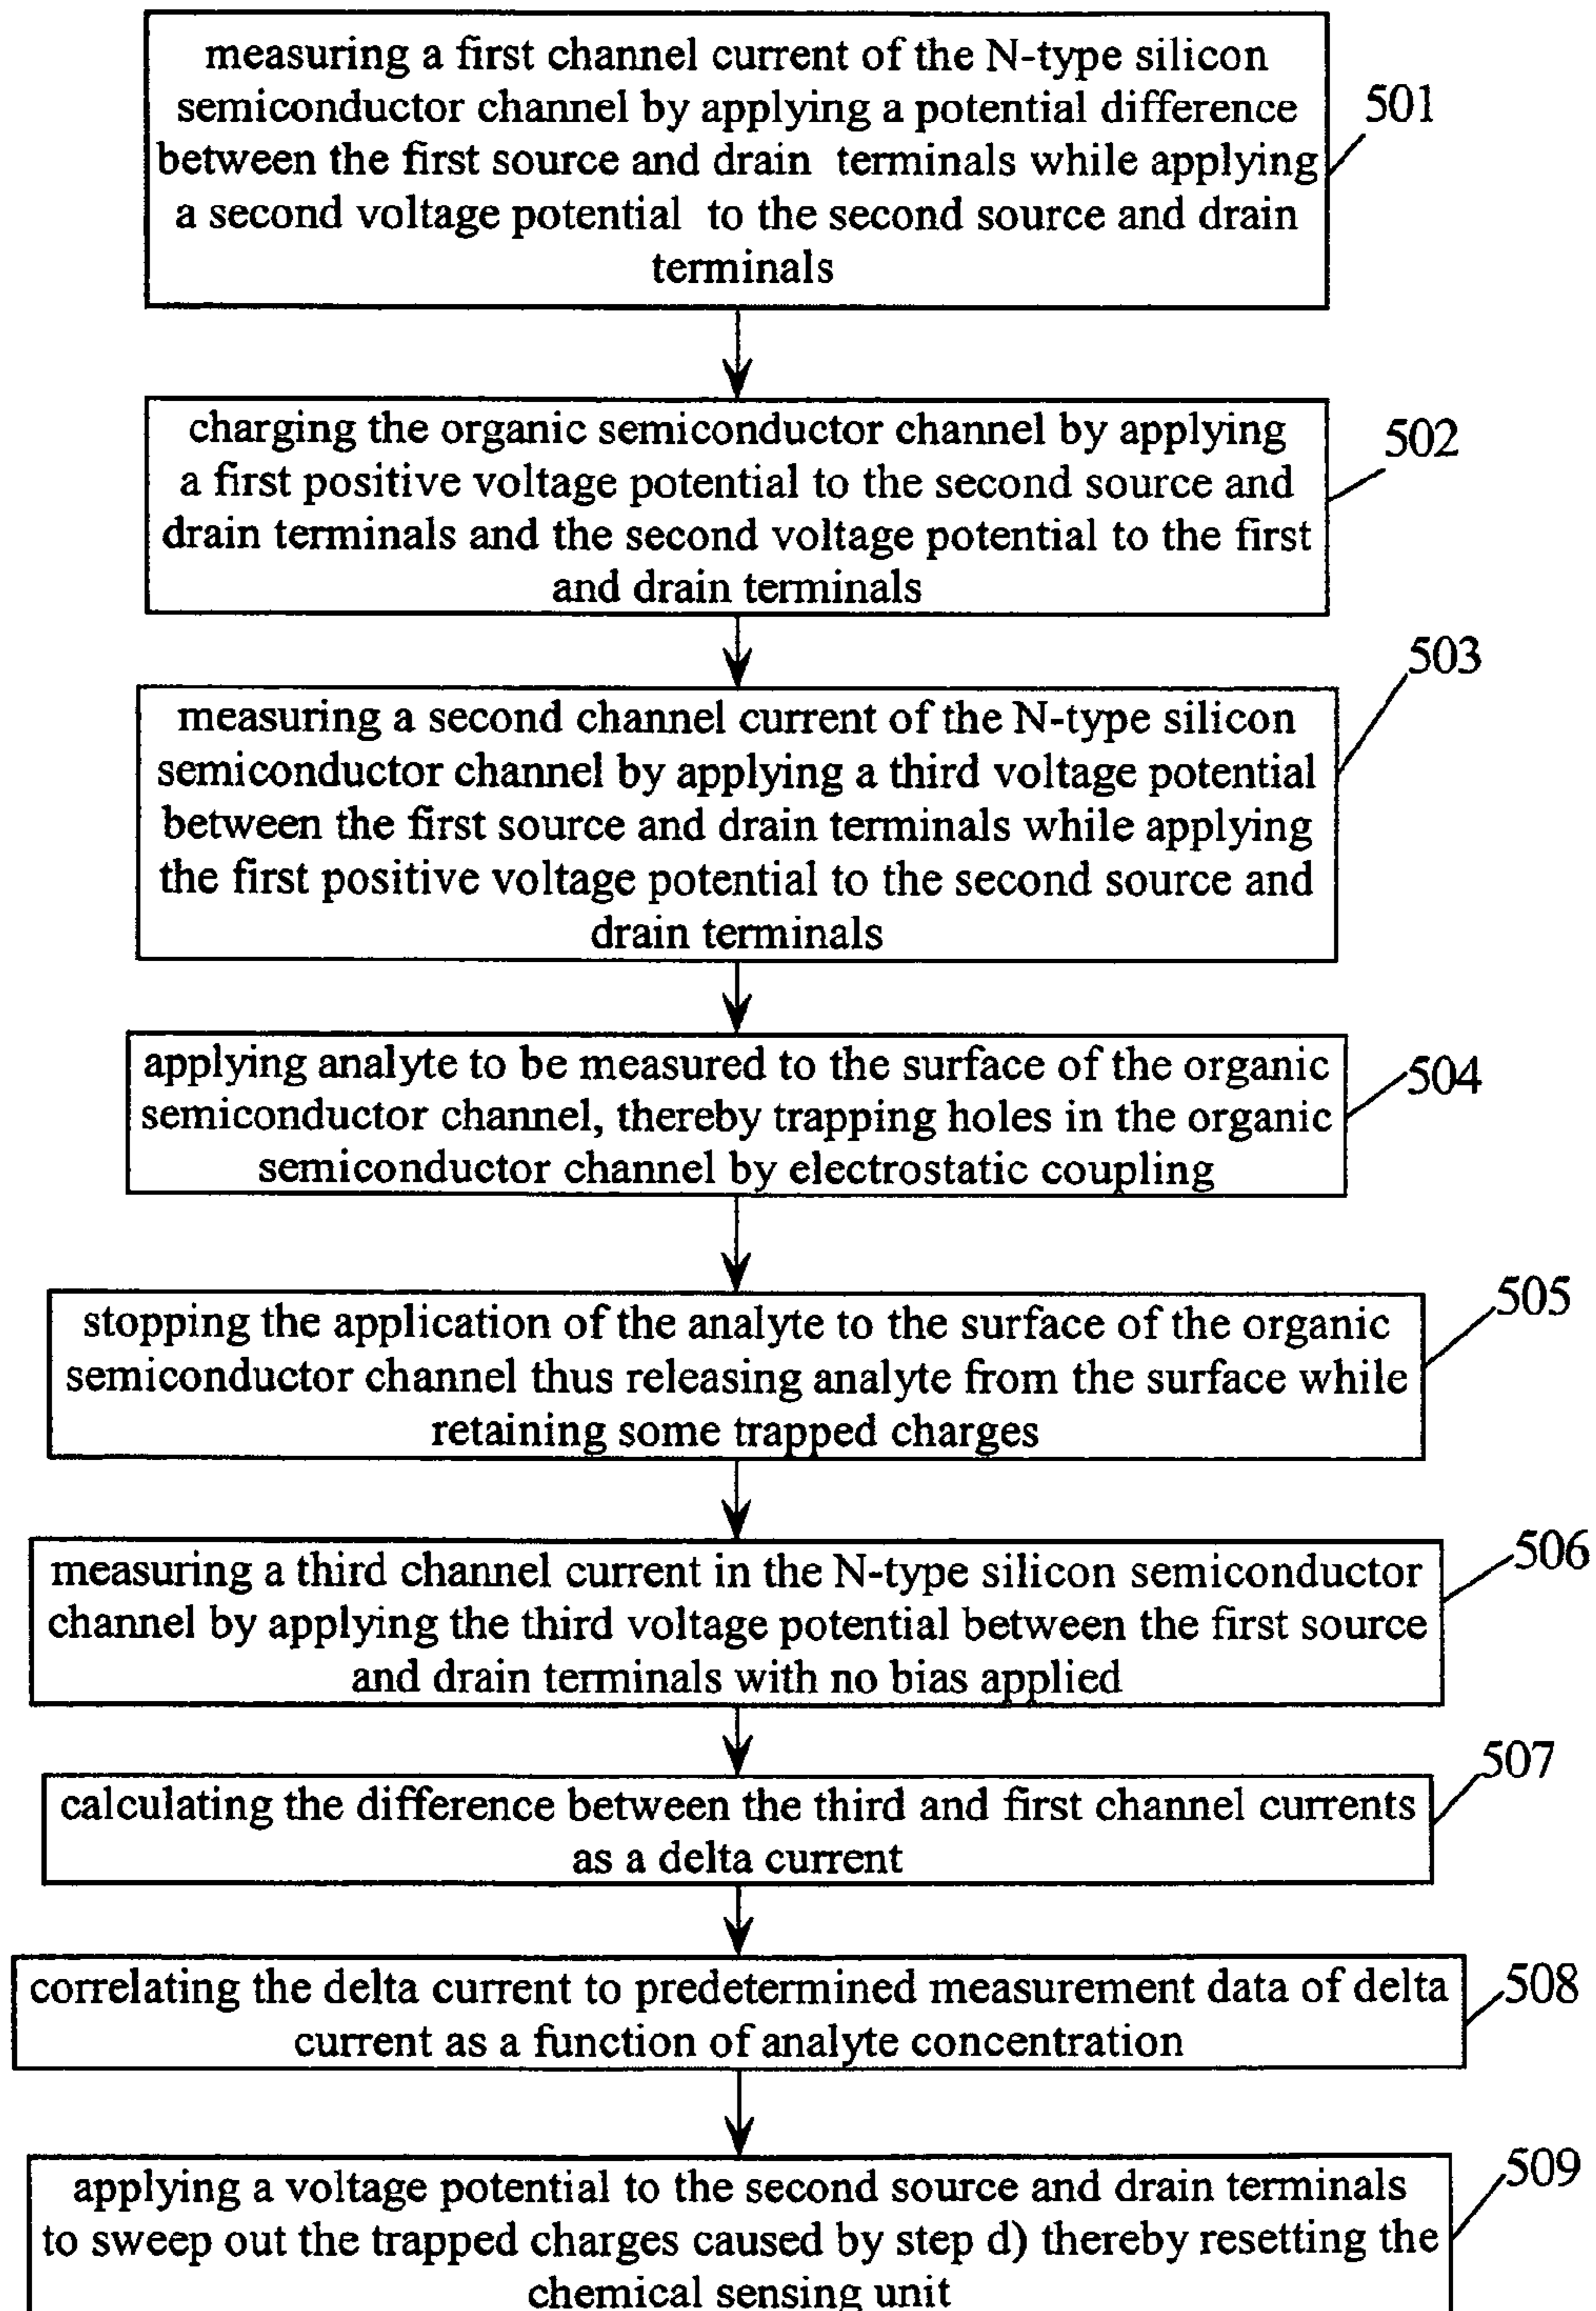 measuring a first channel current of the N-type silicon
semiconductor channel by applying a potential difference
between the first source and drain terminals while applying
a second voltage potential to the second source and drain
terminals
501
charging the organic semiconductor channel by applying
a first positive voltage potential to the second source and
drain terminals and the second voltage potential to the first
and drain terminals
502
measuring a second channel current of the N-type silicon
semiconductor channel by applying a third voltage potential
between the first source and drain terminals while applying
the first positive voltage potential to the second source and
drain terminals
503
applying analyte to be measured to the surface of the organic
semiconductor channel, thereby trapping holes in the organic
semiconductor channel by electrostatic coupling
504
stopping the application of the analyte to the surface of the organic
semiconductor channel thus releasing analyte from the surface while
retaining some trapped charges
505
measuring a third channel current in the N-type silicon semiconductor
channel by applying the third voltage potential between the first source
and drain terminals with no bias applied
506
calculating the difference between the third and first channel currents
as a delta current
507
correlating the delta current to predetermined measurement data of delta
current as a function of analyte concentration
508
applying a voltage potential to the second source and drain terminals
to sweep out the trapped charges caused by step d) thereby resetting the
chemical sensing unit
509